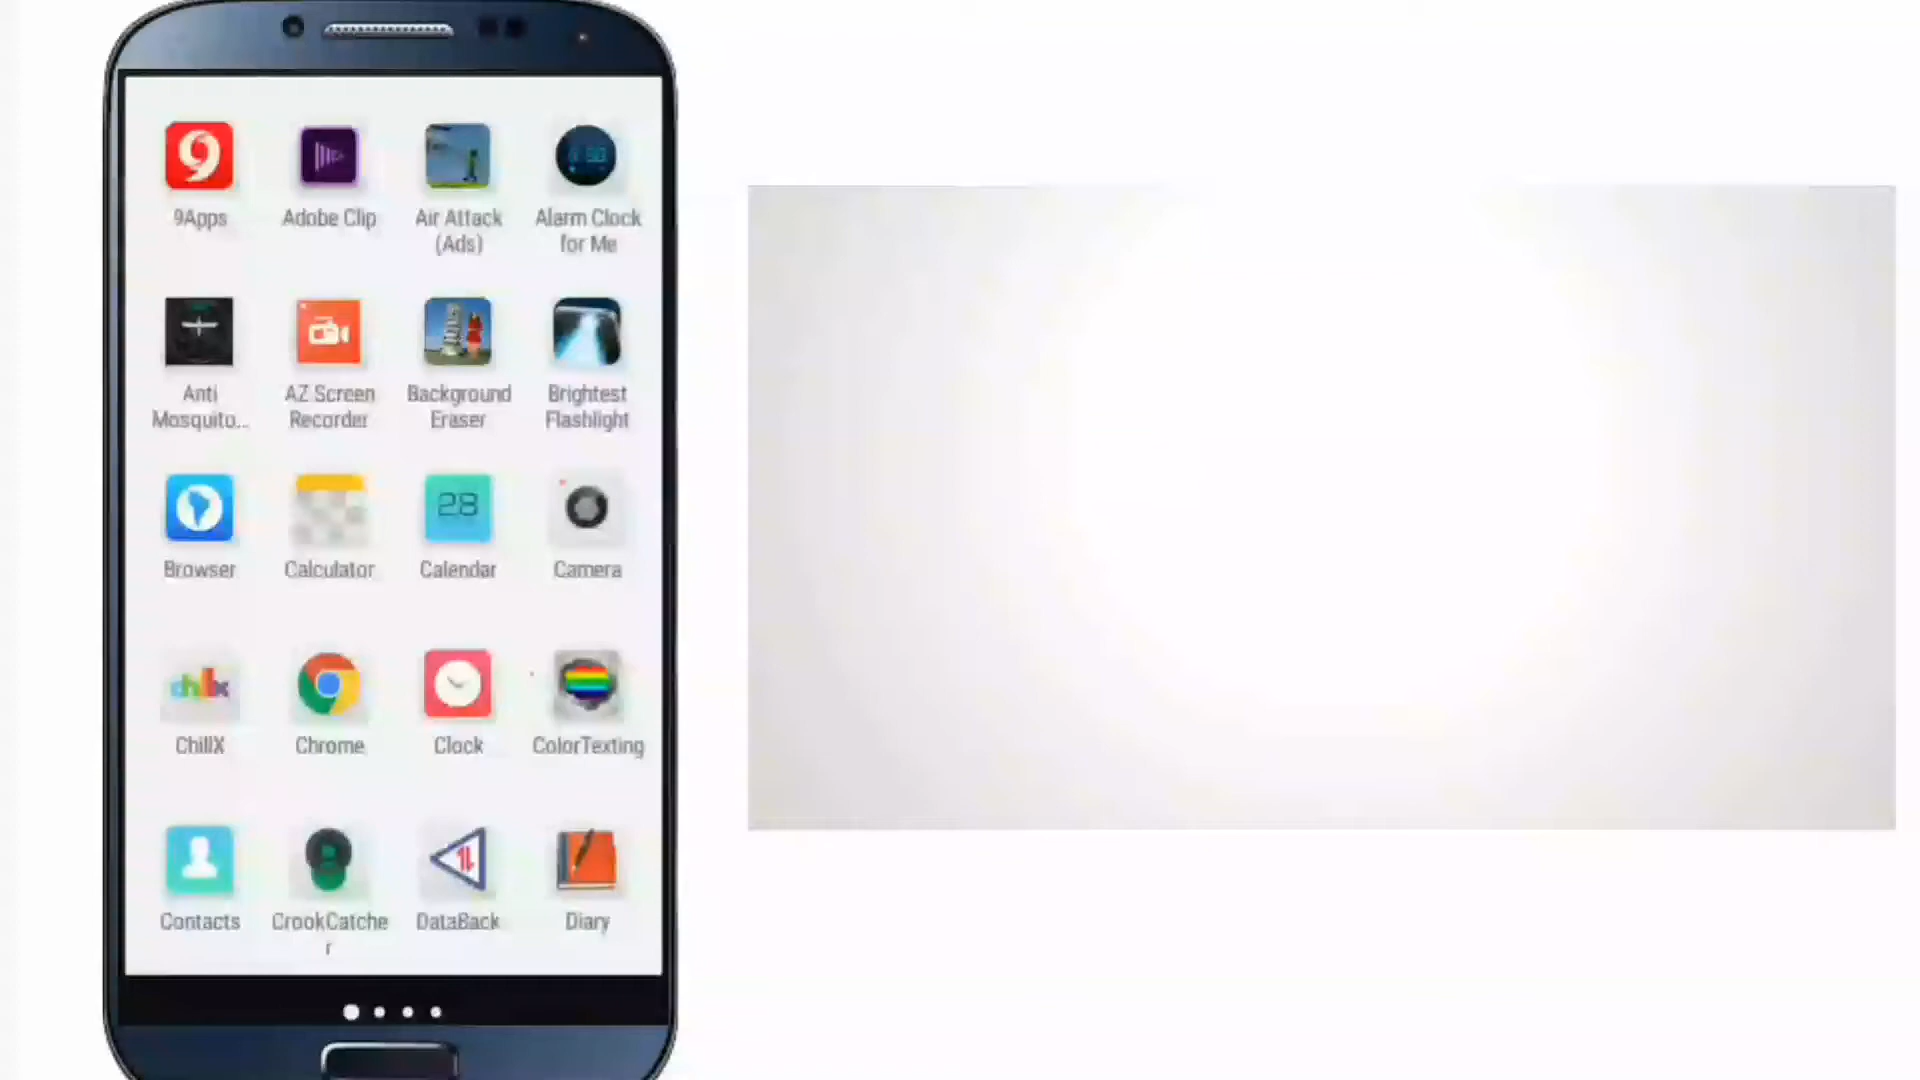 9Apps
Adobe Clip
Air Attack
(Ads)
Alarm Clock
for Me
Anti
Mosquito...
AZ Screen
Recorder
Background
Eraser
Brightest
Flashlight
Browser
Calculator
28
Calendar
Camera
chillx
ChillX
Chrome
Clock
ColorTexting
Contacts
CrookCatche
r
DataBack
Diary